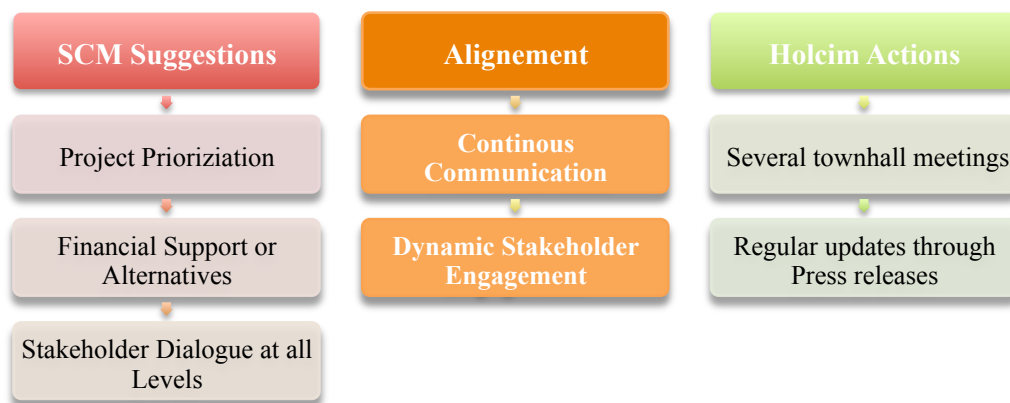 SCM Suggestions
Project Prioriziation
Financial Support or
Alternatives
Stakeholder Dialogue at all
Levels
Alignement
Continous
Communication
Dynamic Stakeholder
Engagement
Holcim Actions
Several townhall meetings
Regular updates through
Press releases